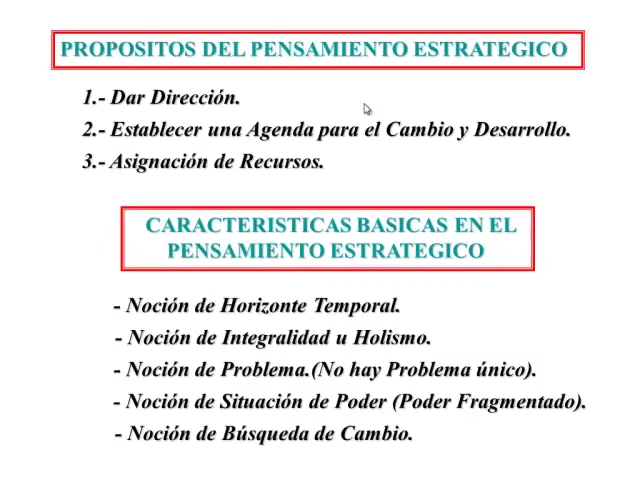 PROPOSITOS DEL PENSAMIENTO ESTRATEGICO
1.- Dar Dirección.
2.- Establecer una Agenda para el Cambio y Desarrollo.
3.- Asignación de Recursos.
CARACTERISTICAS BASICAS EN EL
PENSAMIENTO ESTRATEGICO
- Noción de Horizonte Temporal.
- Noción de Integralidad u Holismo.
- Noción de Problema.(No hay Problema único).
- Noción de Situación de Poder (Poder Fragmentado).
- Noción de Búsqueda de Cambio.